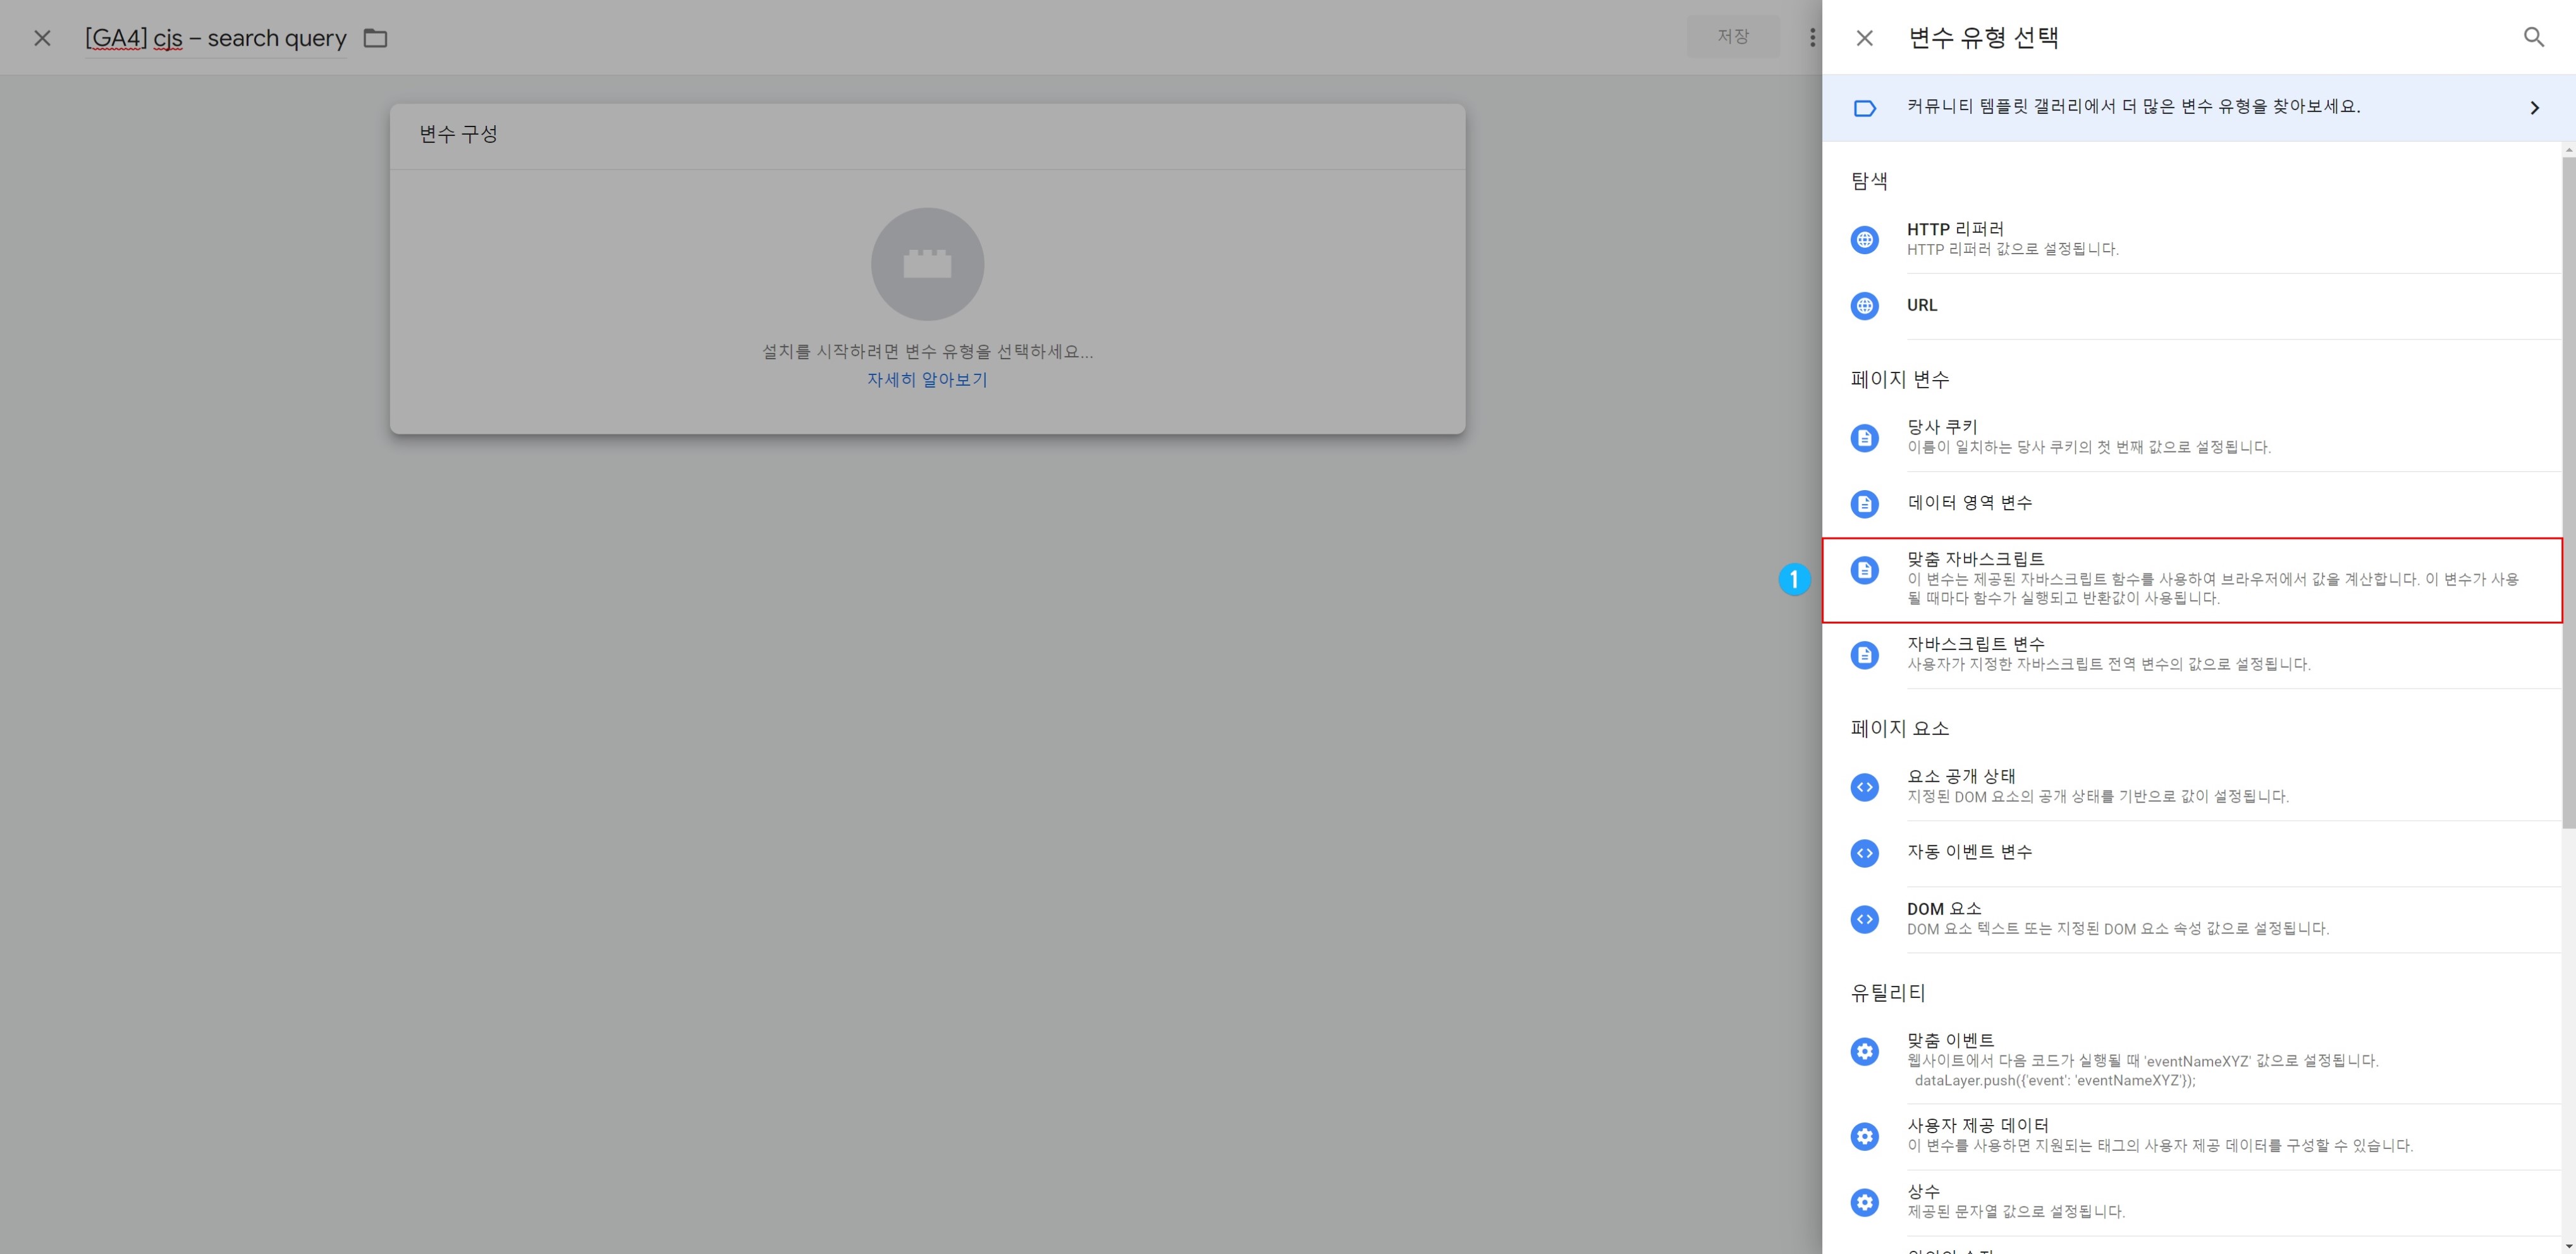 [GA4] cjs – search query
저장
변수 구성
설치를 시작하려면 변수 유형을 선택하세요...
자세히 알아보기
변수 유형 선택
커뮤니티 템플릿 갤러리에서 더 많은 변수 유형을 찾아보세요.
탐색
HTTP 리퍼러
HTTP 리퍼러 값으로 설정됩니다.
URL
페이지 변수
당사 쿠키
이름이 일치하는 당사 쿠키의 첫 번째 값으로 설정됩니다.
데이터 영역 변수
1
맞춤 자바스크립트
이 변수는 제공된 자바스크립트 함수를 사용하여 브라우저에서 값을 계산합니다. 이 변수가 사용
될 때마다 함수가 실행되고 반환값이 사용됩니다.
자바스크립트 변수
사용자가 지정한 자바스크립트 전역 변수의 값으로 설정됩니다.
페이지 요소
요소 공개 상태
지정된 DOM 요소의 공개 상태를 기반으로 값이 설정됩니다.
자동 이벤트 변수
DOM 요소
DOM 요소 텍스트 또는 지정된 DOM 요소 속성 값으로 설정됩니다.
유틸리티
맞춤 이벤트
웹사이트에서 다음 코드가 실행될 때 'eventNameXYZ' 값으로 설정됩니다.
dataLayer.push({'event': 'eventNameXYZ'});
사용자 제공 데이터
이 변수를 사용하면 지원되는 태그의 사용자 제공 데이터를 구성할 수 있습니다.
상수
제공된 문자열 값으로 설정됩니다.